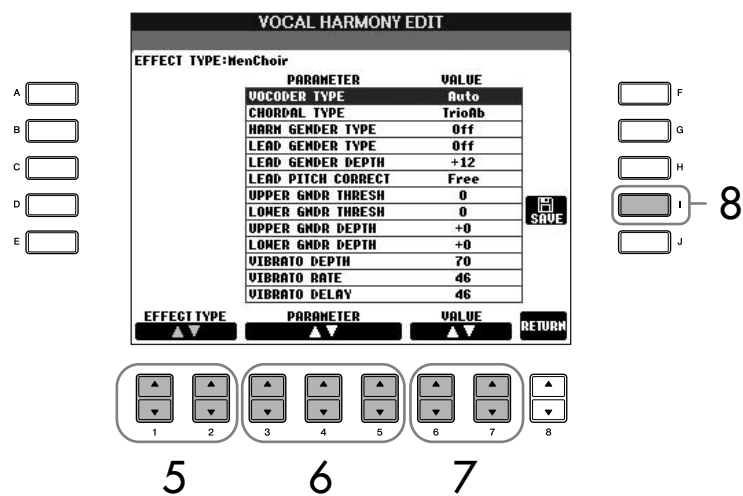 VOCAL HARMONY EDIT
EFFECT TYPE:MenChoir
PARAMETER VALUE
VOCODER TYPE Auto
CHORDAL TYPE TrioAb
HARM GENDER TYPE Off
LEAD GENDER TYPE Off
LEAD GENDER DEPTH +12
LEAD PITCH CORRECT Free
UPPER GNDR THRESH 0
LOWER GNDR THRESH 0
UPPER GNDR DEPTH +0
LOWER GNDR DEPTH +0
VIBRATO DEPTH 70
VIBRATO RATE 46
VIBRATO DELAY 46
SAVE
EFFECT TYPE PARAMETER VALUE
RETURN
A
B
C
D
E
F
G
H
I
J
8
1 2 3 4 5 6 7 8
5 6 7